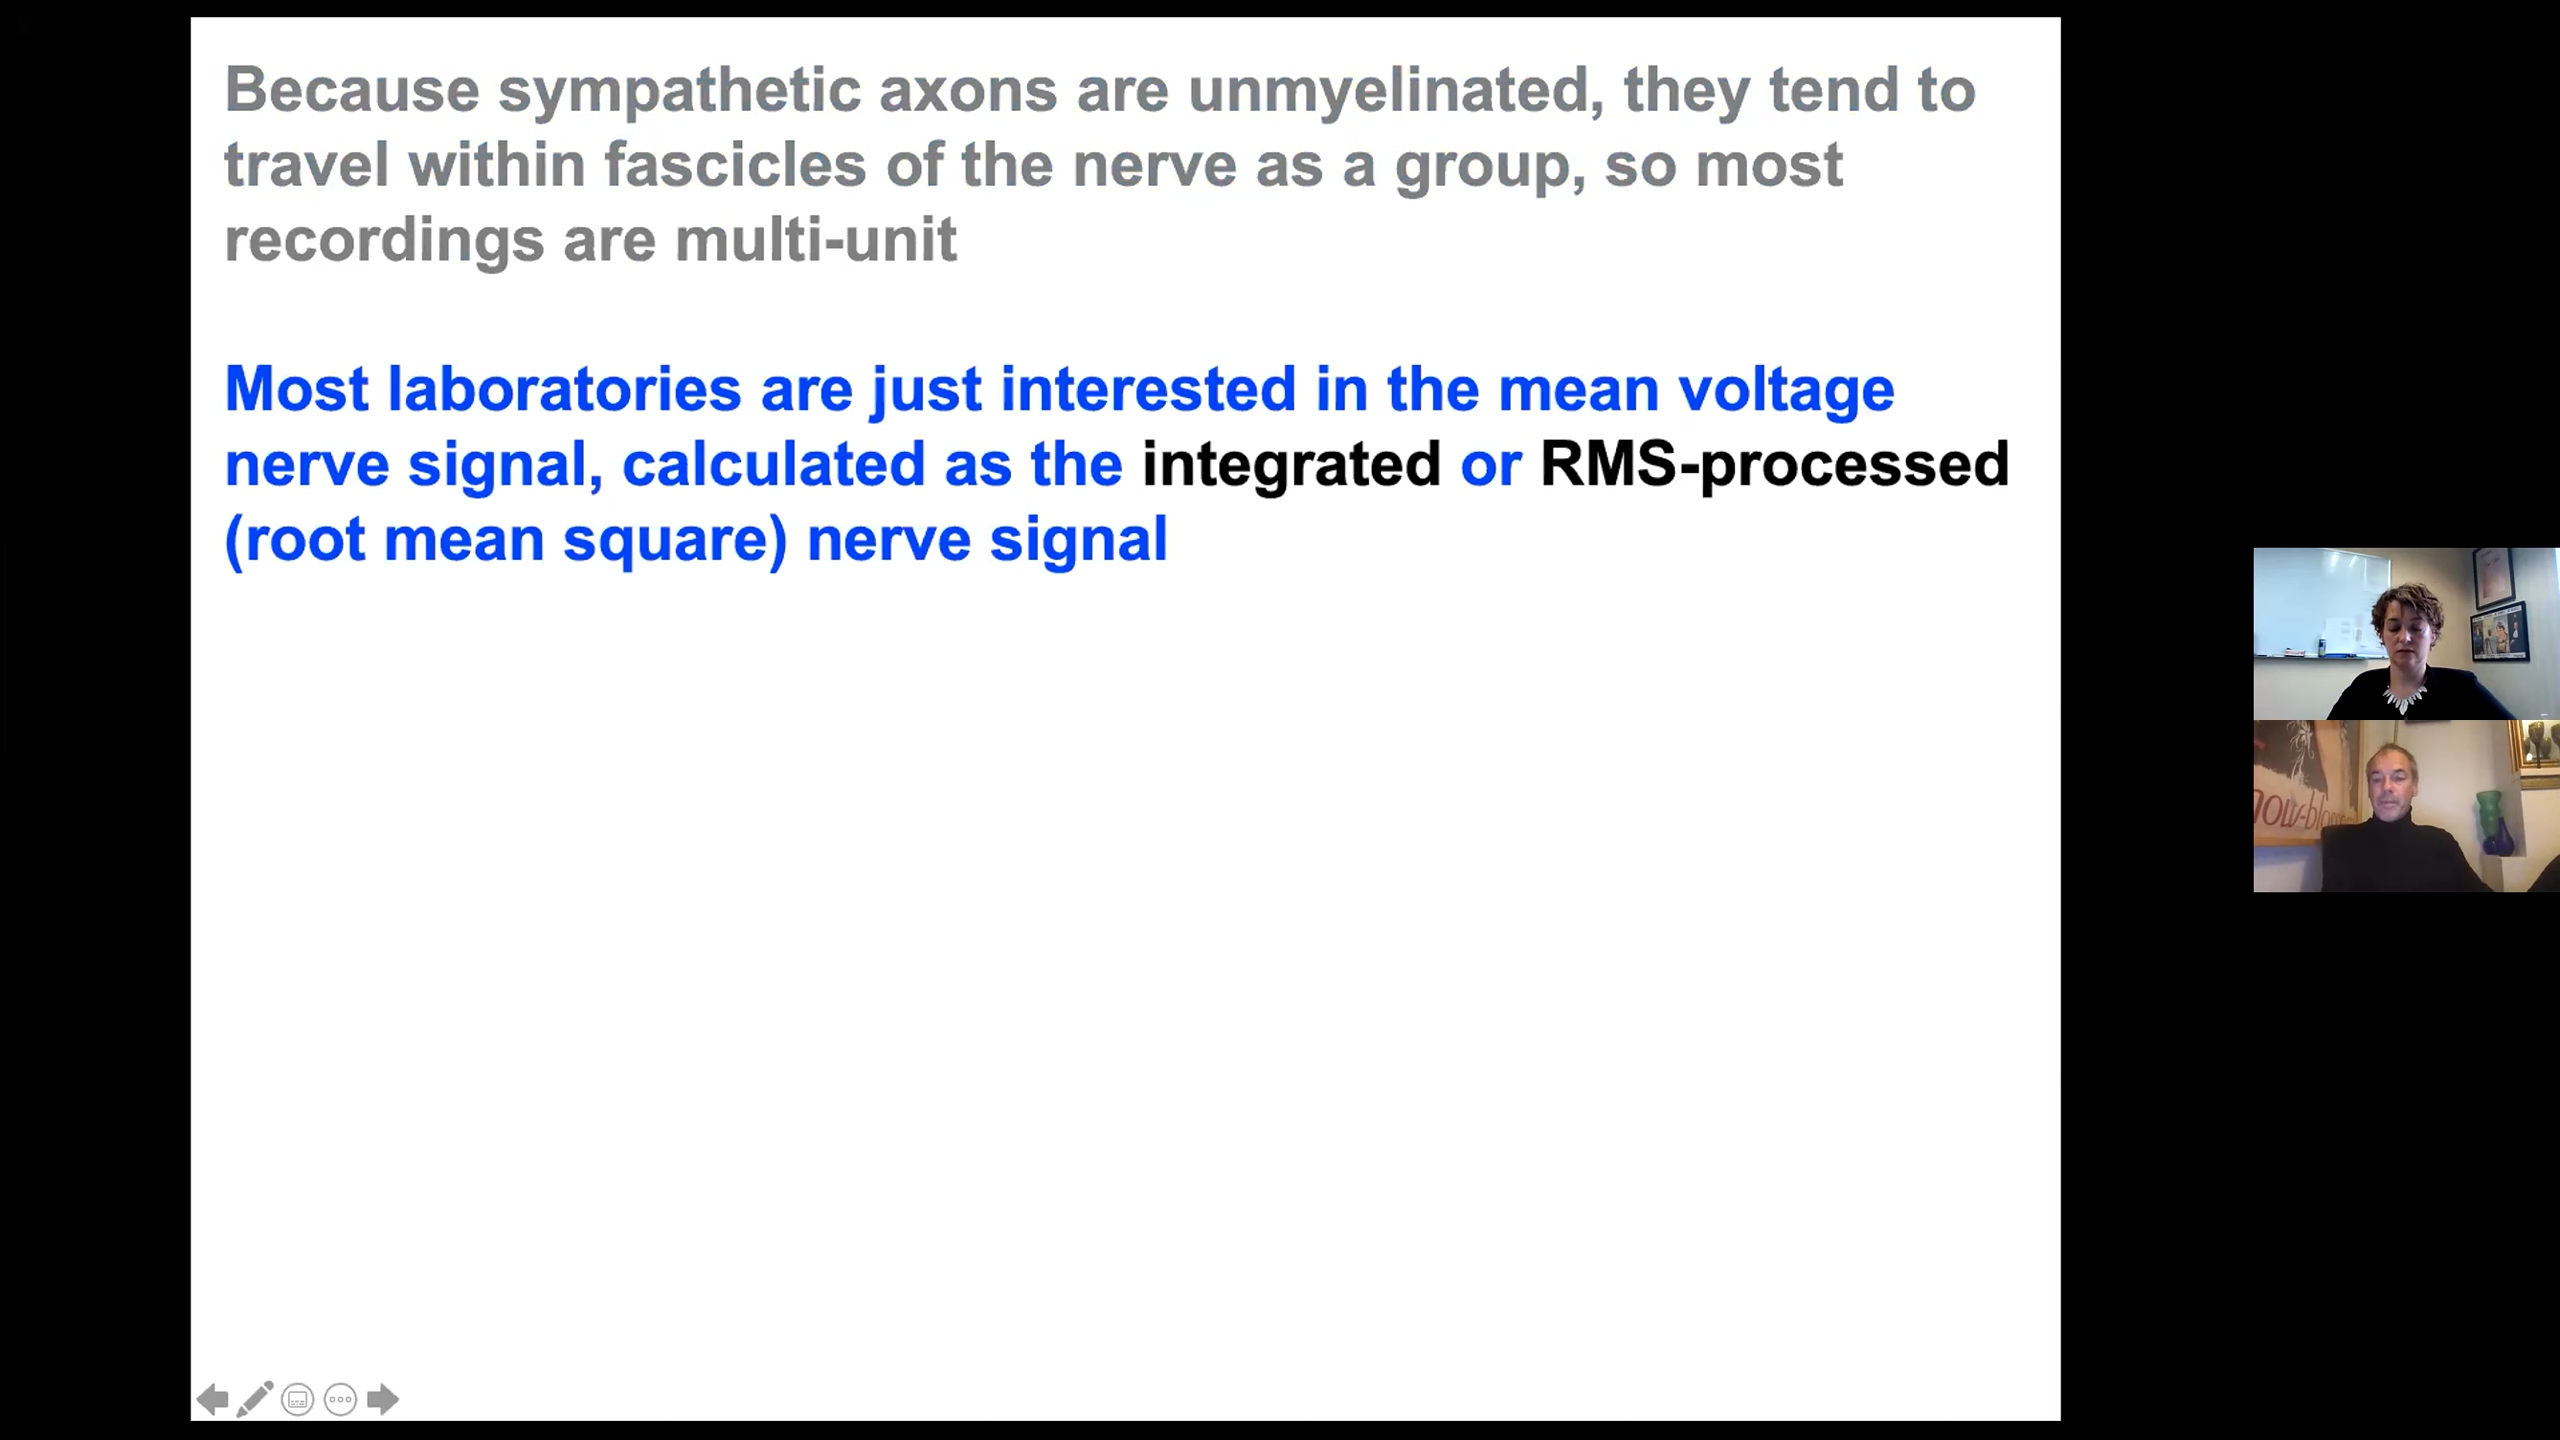 Because sympathetic axons are unmyelinated, they tend to
travel within fascicles of the nerve as a group, so most
recordings are multi-unit
Most laboratories are just interested in the mean voltage
nerve signal, calculated as the integrated or RMS-processed
(root mean square) nerve signal